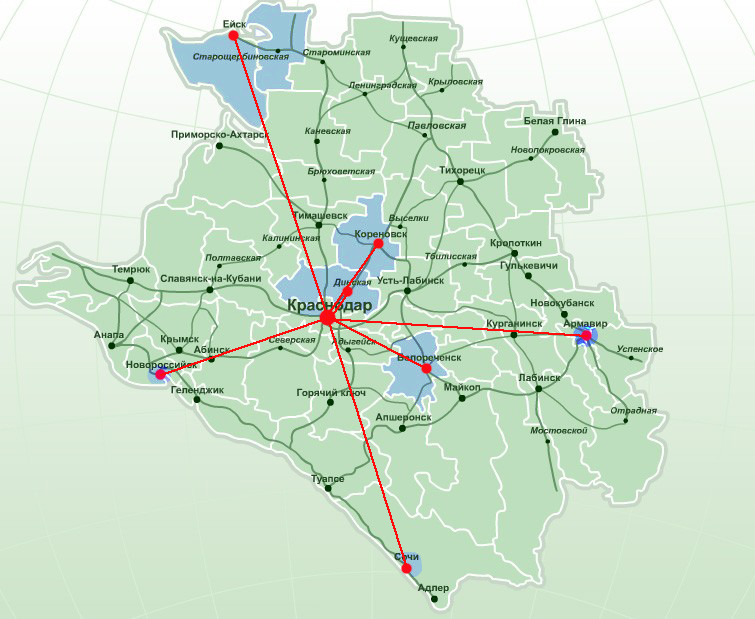 Ейск
Кущевская
Староминская
Старощербиновская
Ленинградская
Крыловская
Белая Глина
Павловская
Каневская
Приморско-Ахтарск
Новопокровская
Тихорецк
Брюховетская
Тимашевск
Выселки
Кореновск
Калининская
Кропоткин
Тбилисская
Полтавская
Гулькевичи
Темрюк
Славянск-на-Кубани
Динская
Усть-Лабинск
Новокубанск
Краснодар
Курганинск
Армавир
Анапа
Крымск
Абинск
Северская
Адыгейск
Успенское
Белореченск
Новороссийск
Лабинск
Геленджик
Горячий ключ
Майкоп
Отрадная
Апшеронск
Мостовской
Туапсе
Сочи
Адлер